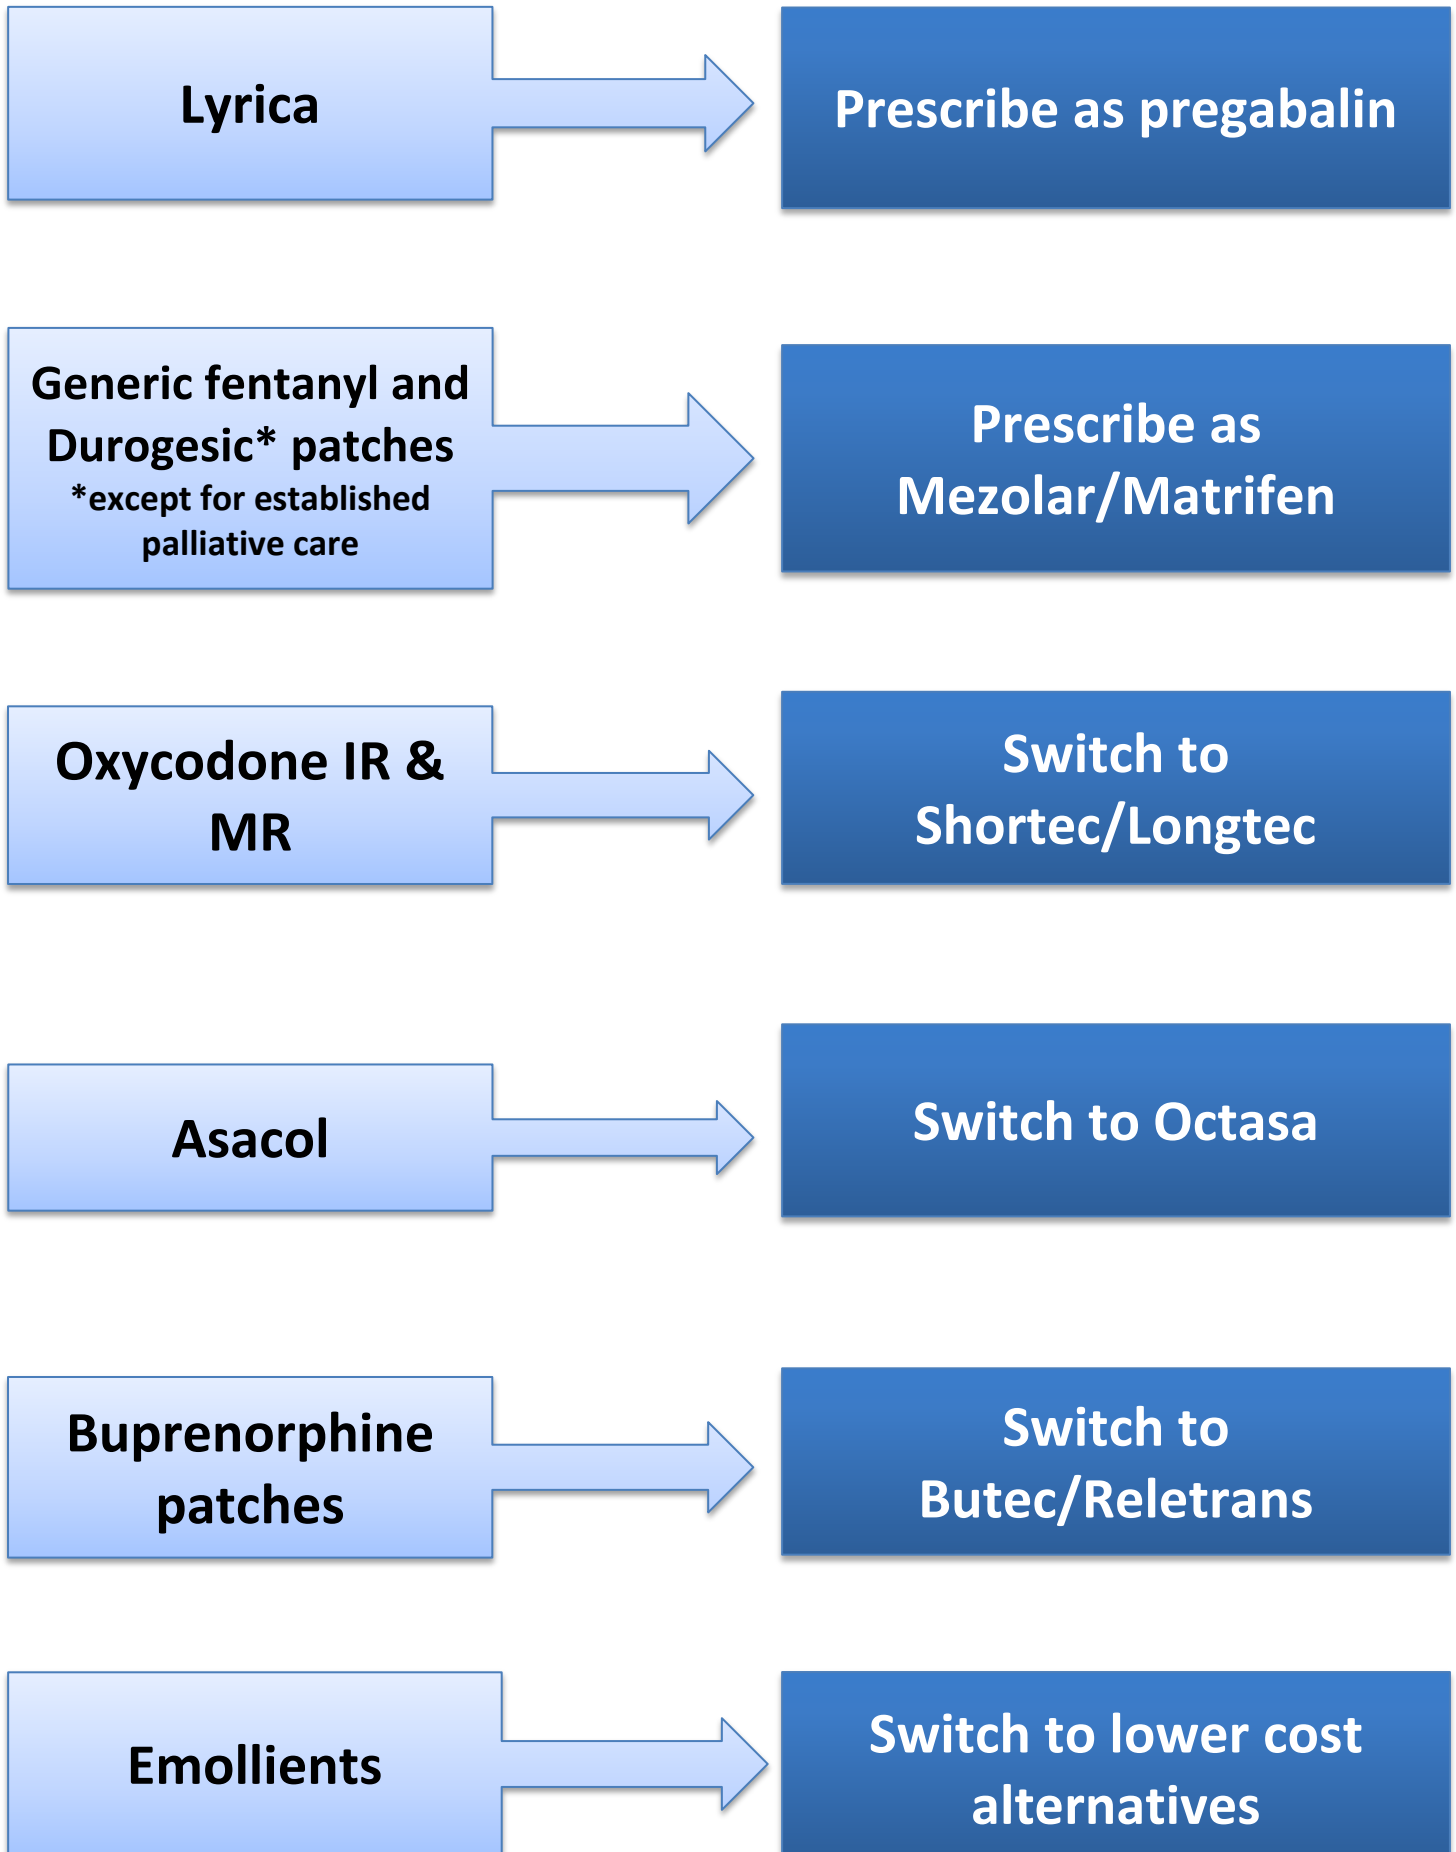 Lyrica
Prescribe as pregabalin
Generic fentanyl and
Durogesic* patches
*except for established
palliative care
Prescribe as
Mezolar/Matrifen
Oxycodone IR &
MR
Switch to
Shortec/Longtec
Asacol
Switch to Octasa
Buprenorphine
patches
Switch to
Butec/Reletrans
Emollients
Switch to lower cost
alternatives